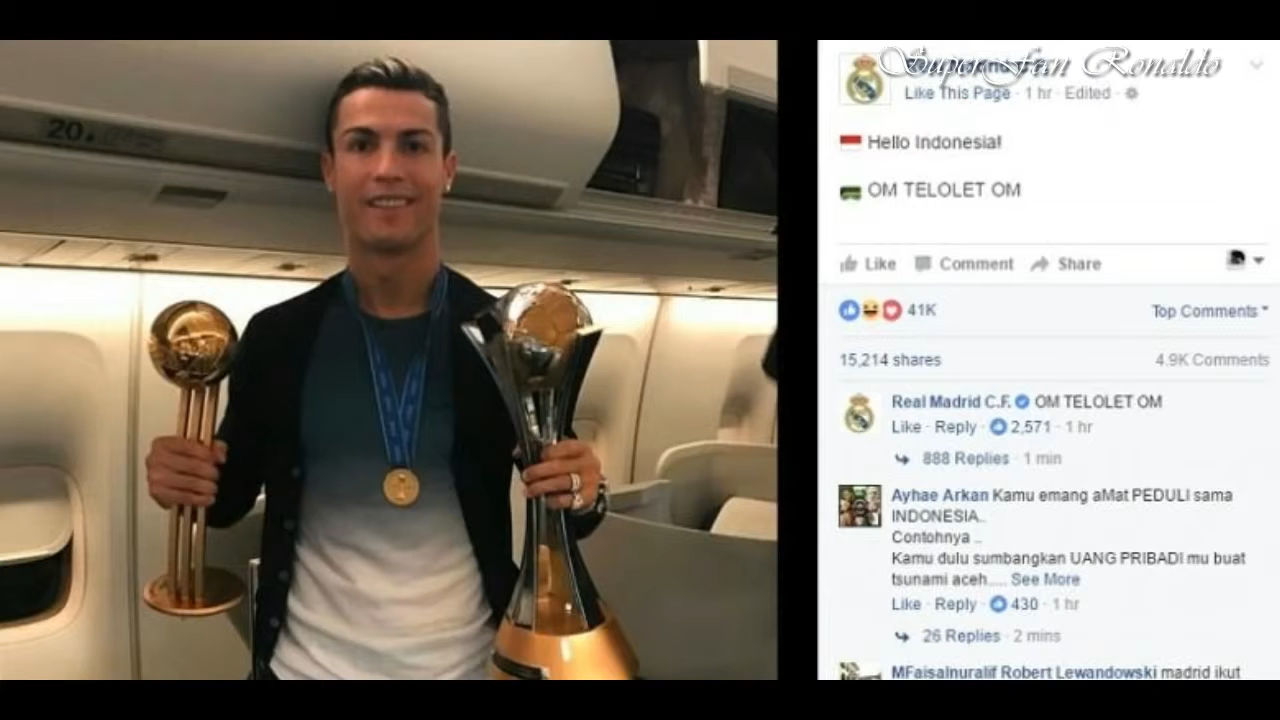 Super fan Ronaldo
Like This Page · 1 hr · Edited ·
Hello Indonesia!
OM TELOLET OM
Like Comment Share
41K Top Comments
15,214 shares 4.9K Comments
Real Madrid C.F. OM TELOLET OM
Like · Reply · 2,571 · 1 hr
888 Replies · 1 min
Ayhae Arkan Kamu emang aMat PEDULI sama
INDONESIA..
Contohnya ..
Kamu dulu sumbangkan UANG PRIBADI mu buat
tsunami aceh..... See More
Like · Reply · 430 · 1 hr
26 Replies · 2 mins
MFaisalnuralif Robert Lewandowski madrid ikut
20.